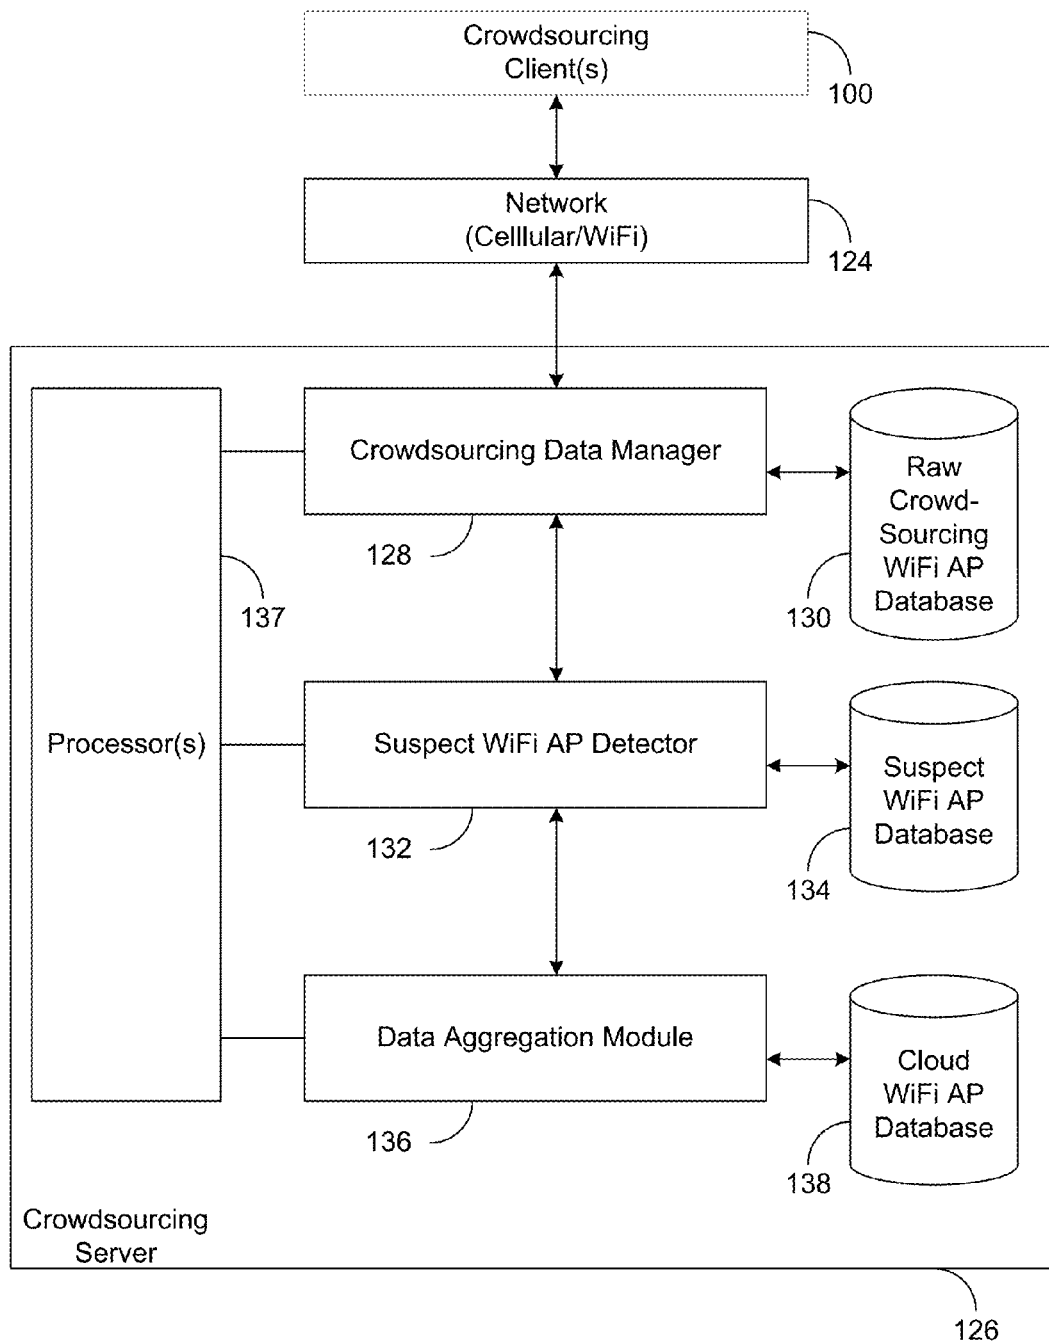 Crowdsourcing
Client(s)
100
Network
(Celllular/WiFi)
124
Crowdsourcing Data Manager
128
Raw
Crowd-
Sourcing
WiFi AP
Database
130
137
Processor(s)
Suspect WiFi AP Detector
132
Suspect
WiFi AP
Database
134
Data Aggregation Module
136
Cloud
WiFi AP
Database
138
Crowdsourcing
Server
126